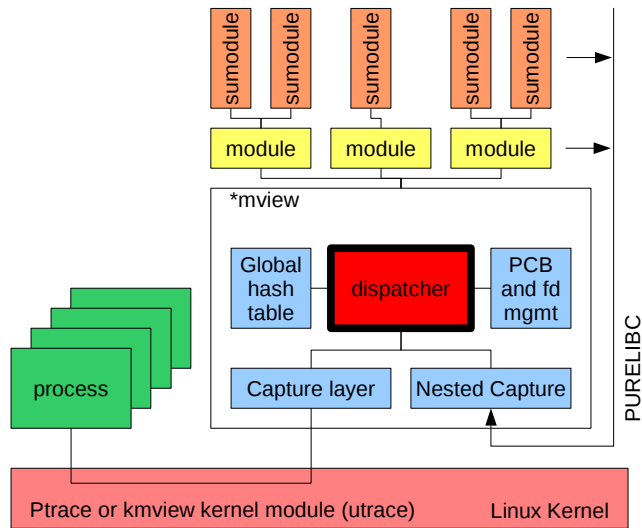 sumodule
sumodule
sumodule
sumodule
sumodule
module
module
module
*mview
Global
hash
table
dispatcher
PCB
and fd
mgmt
process
Capture layer
Nested Capture
PURELIBC
Ptrace or kmview kernel module (utrace)
Linux Kernel